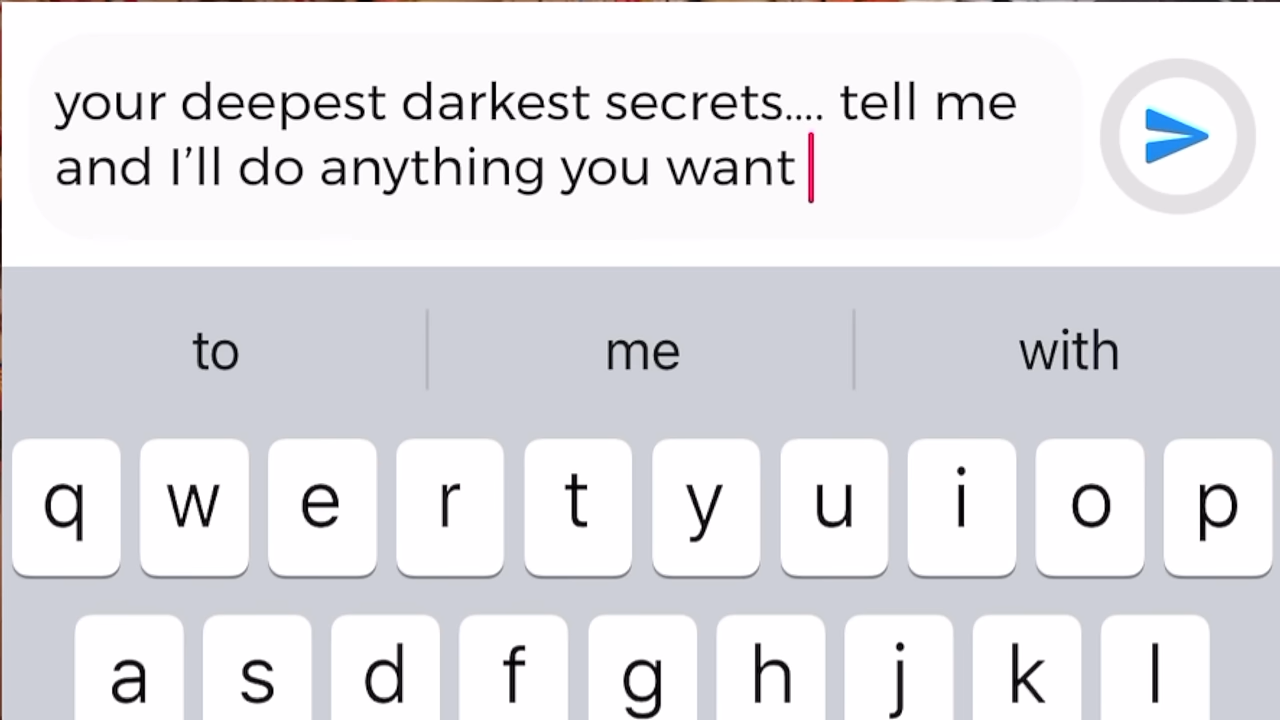 your deepest darkest secrets.... tell me
and I’ll do anything you want
to me with
q w e r t y u i o p
a s d f g h j k l